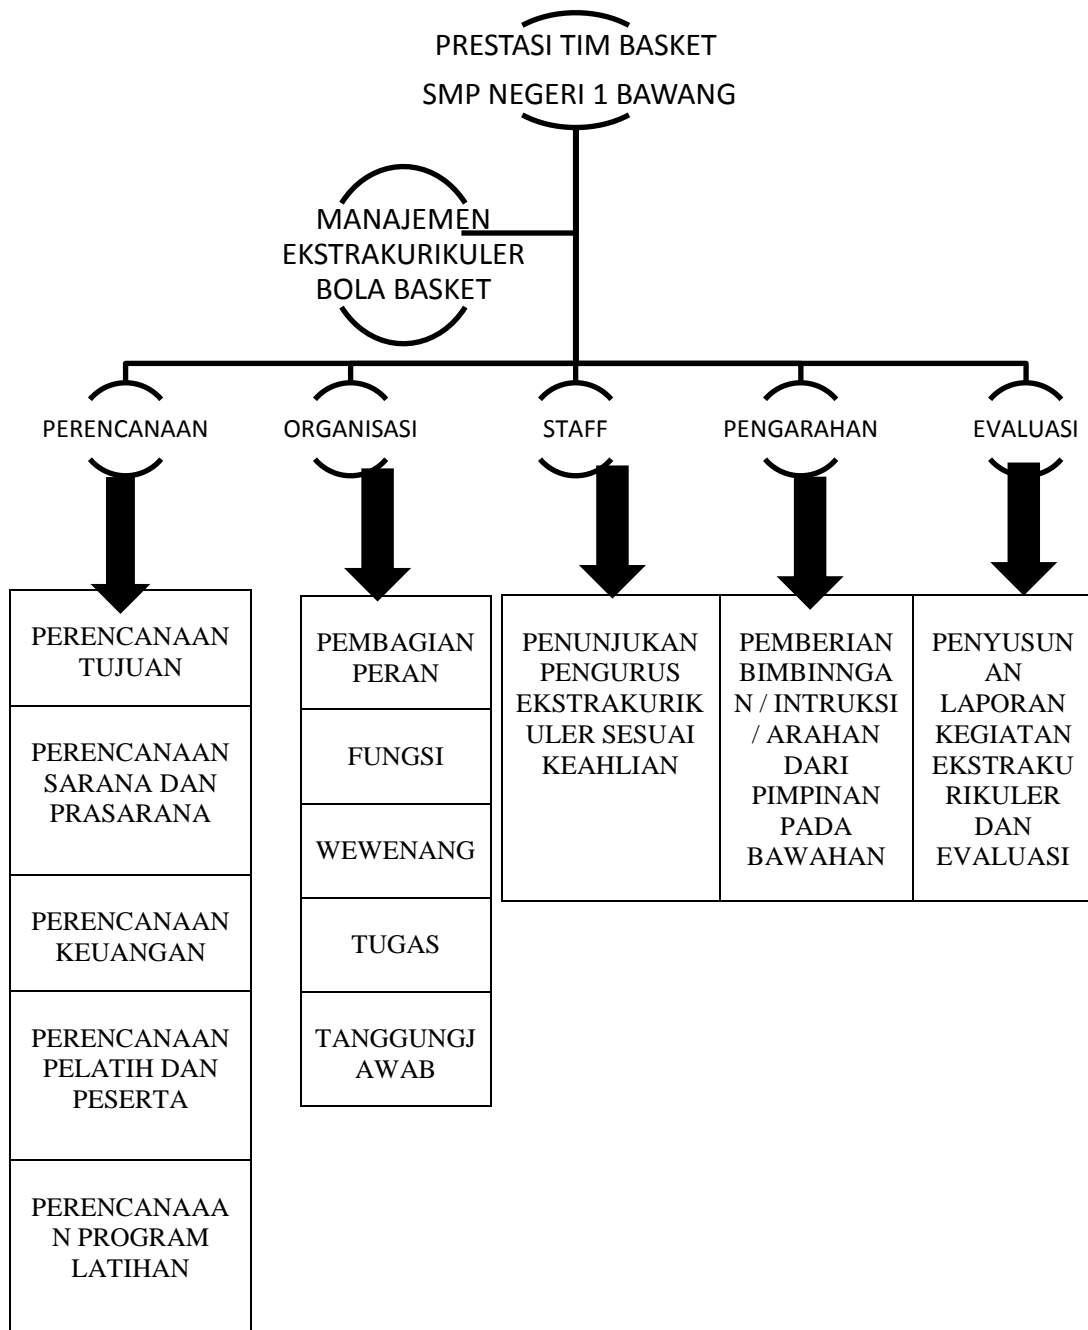 PRESTASI TIM BASKET
SMP NEGERI 1 BAWANG
MANAJEMEN
EKSTRAKURIKULER
BOLA BASKET
PERENCANAAN
ORGANISASI
STAFF
PENGARAHAN
EVALUASI
PERENCANAAN
TUJUAN
PERENCANAAN
SARANA DAN
PRASARANA
PERENCANAAN
KEUANGAN
PERENCANAAN
PELATIH DAN
PESERTA
PERENCANAAA
N PROGRAM
LATIHAN
PEMBAGIAN
PERAN
FUNGSI
WEWENANG
TUGAS
TANGGUNGJ
AWAB
PENUNJUKAN
PENGURUS
EKSTRAKURIK
ULER SESUAI
KEAHLIAN
PEMBERIAN
BIMBINNGA
N / INTRUKSI
/ ARAHAN
DARI
PIMPINAN
PADA
BAWAHAN
PENYUSUN
AN
LAPORAN
KEGIATAN
EKSTRAKU
RIKULER
DAN
EVALUASI